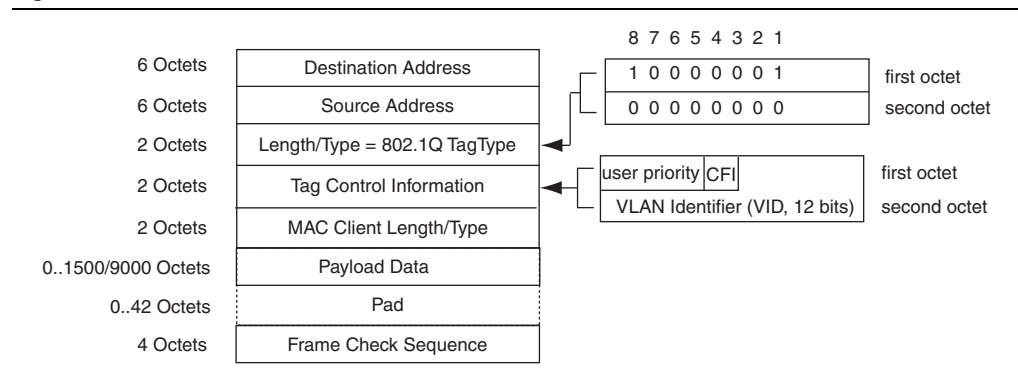 8 7 6 5 4 3 2 1
6 Octets Destination Address 1 0 0 0 0 0 0 1 first octet
6 Octets Source Address 0 0 0 0 0 0 0 0 second octet
2 Octets Length/Type = 802.1Q TagType
2 Octets Tag Control Information user priority CFI first octet
VLAN Identifier (VID, 12 bits) second octet
2 Octets MAC Client Length/Type
0..1500/9000 Octets Payload Data
0..42 Octets Pad
4 Octets Frame Check Sequence